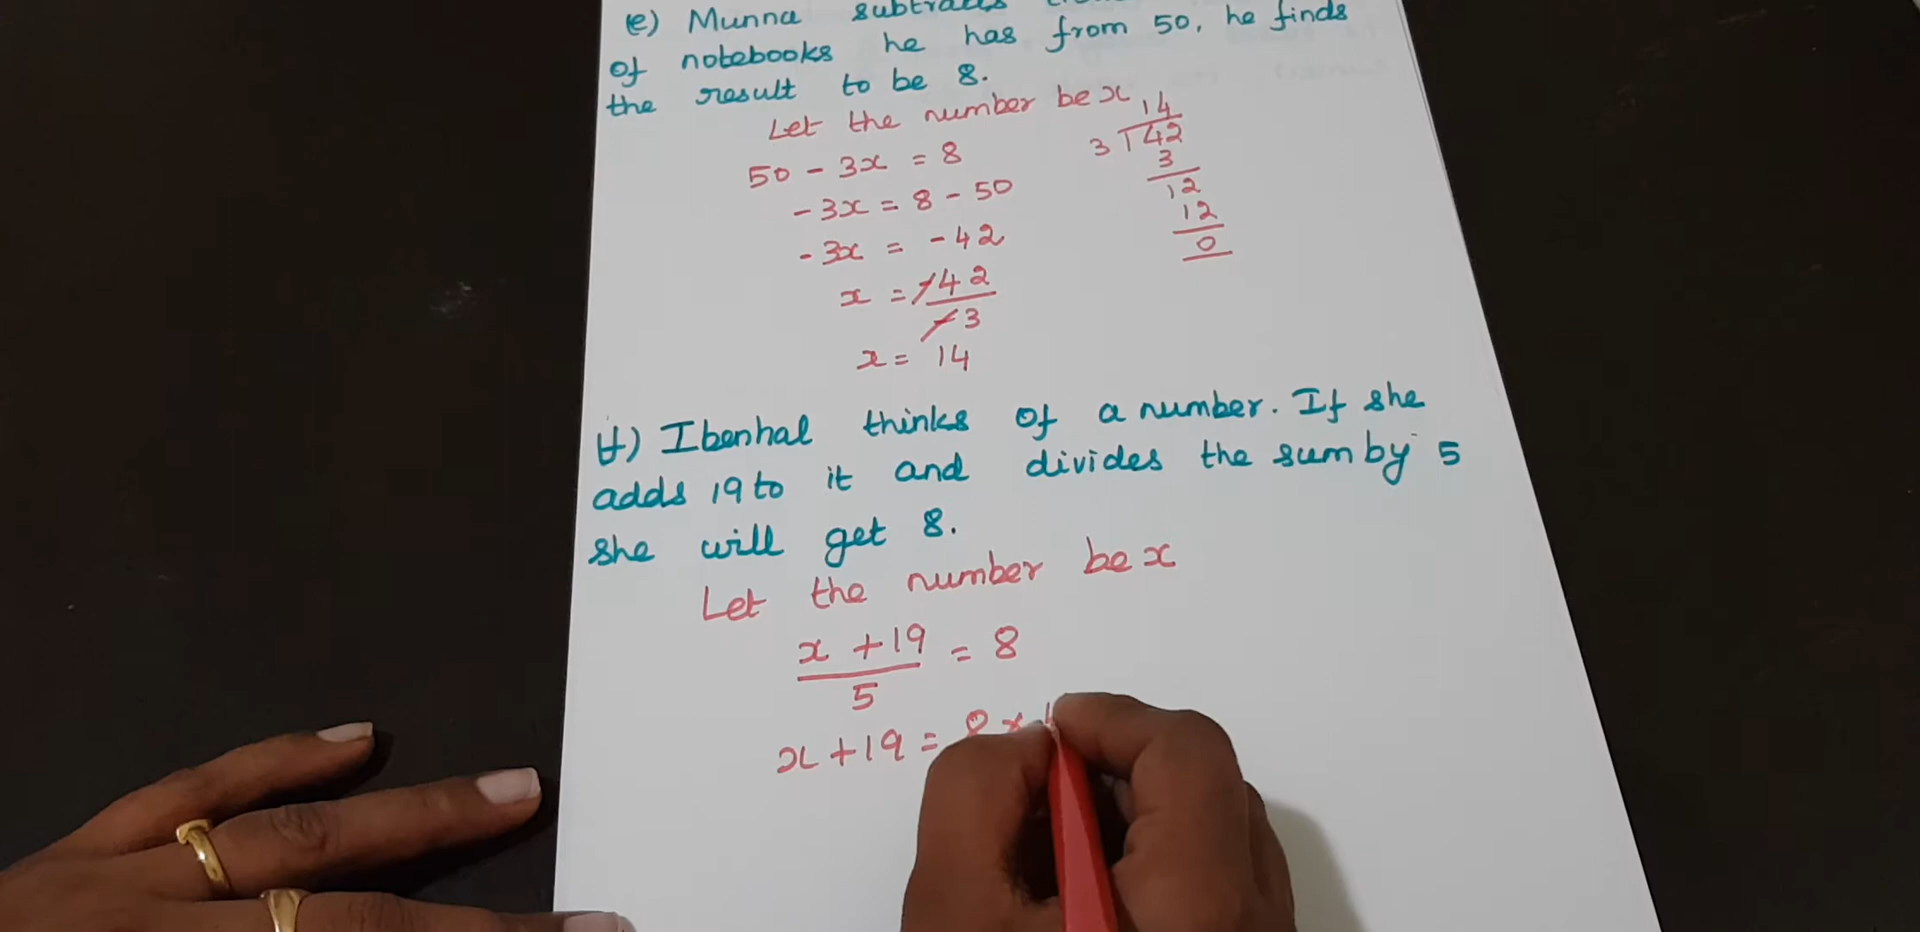 (e) Munna subtracts
of notebooks he has from 50, he finds
the result to be 8.
Let the number be x
50 - 3x = 8
-3x = 8 - 50
-3x = -42
x = -42
-3
x = 14
14
3 42
3
12
12
0
f) Ibenhal thinks of a number. If she
adds 19 to it and divides the sum by 5
she will get 8.
Let the number be x
x + 19 = 8
5
x + 19 = 8 ×